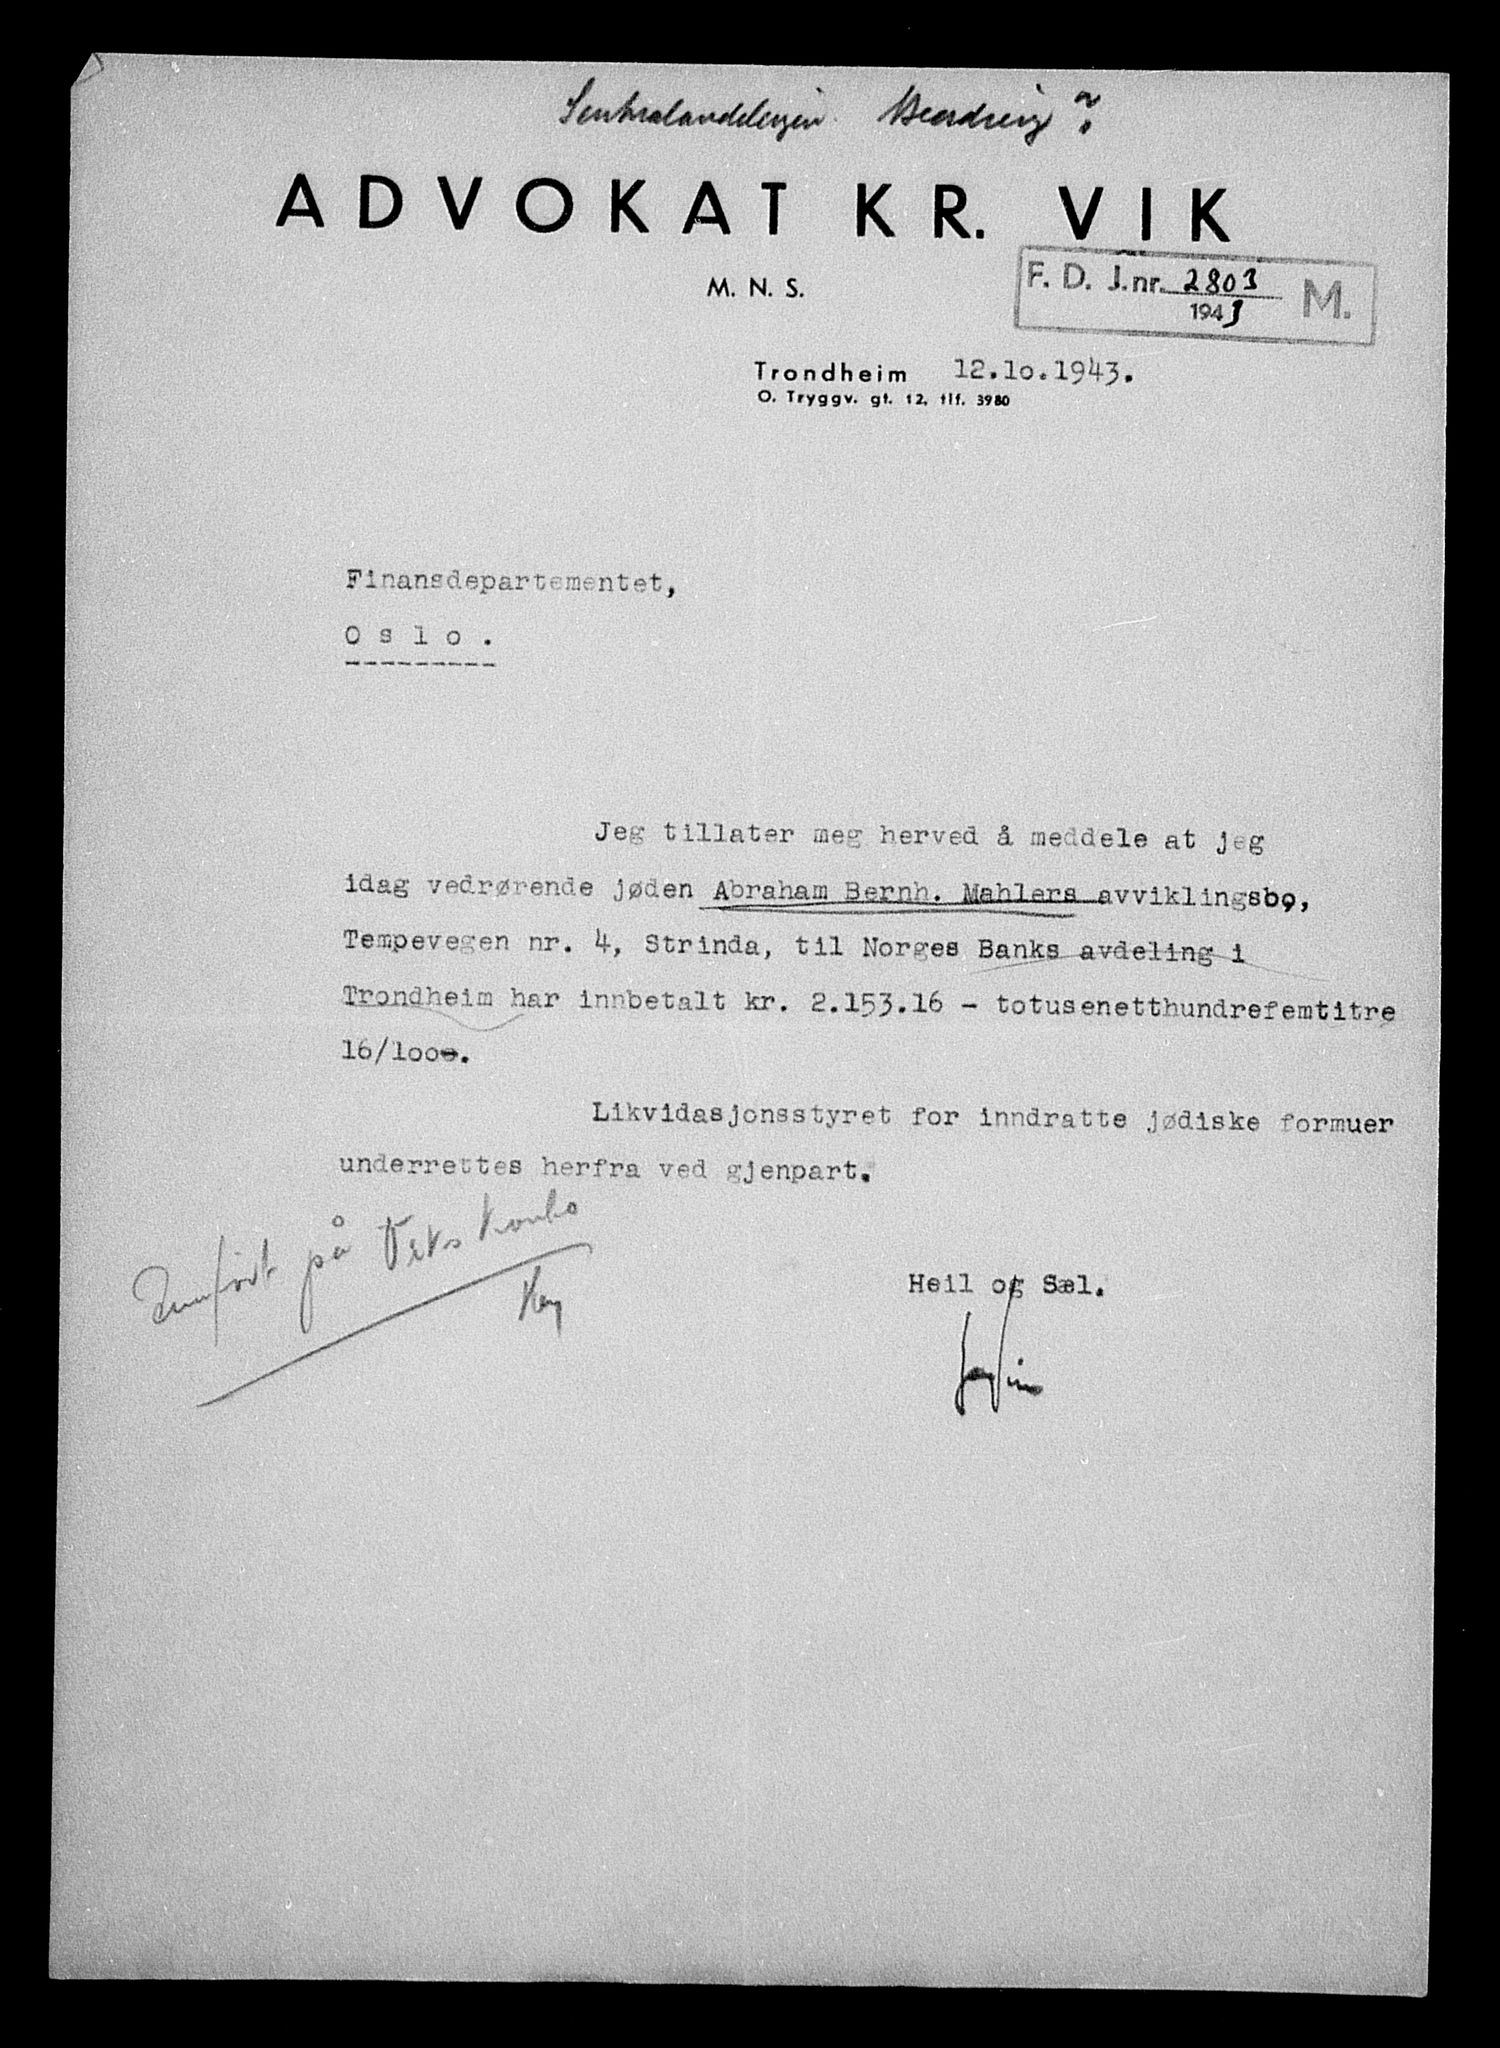 Sentralavdelingen.
ADVOKAT KR. VIK
M. N. S.
F. D. J.nr. 2803 M.
1943
Trondheim 12.10.1943.
O. Tryggv. gt. 12, tlf. 3980
Finansdepartementet,
Oslo.
Jeg tillater meg herved å meddele at jeg
idag vedrørende jøden Abraham Bernh. Mahlers avviklingsbo,
Tempevegen nr. 4, Strinda, til Norges Banks avdeling i
Trondheim har innbetalt kr. 2.153.16 - totusenetthundrefemtitre
16/100.
Likvidasjonsstyret for inndratte jødiske formuer
underrettes herfra ved gjenpart.
på Viks konto
Heil og Sæl.